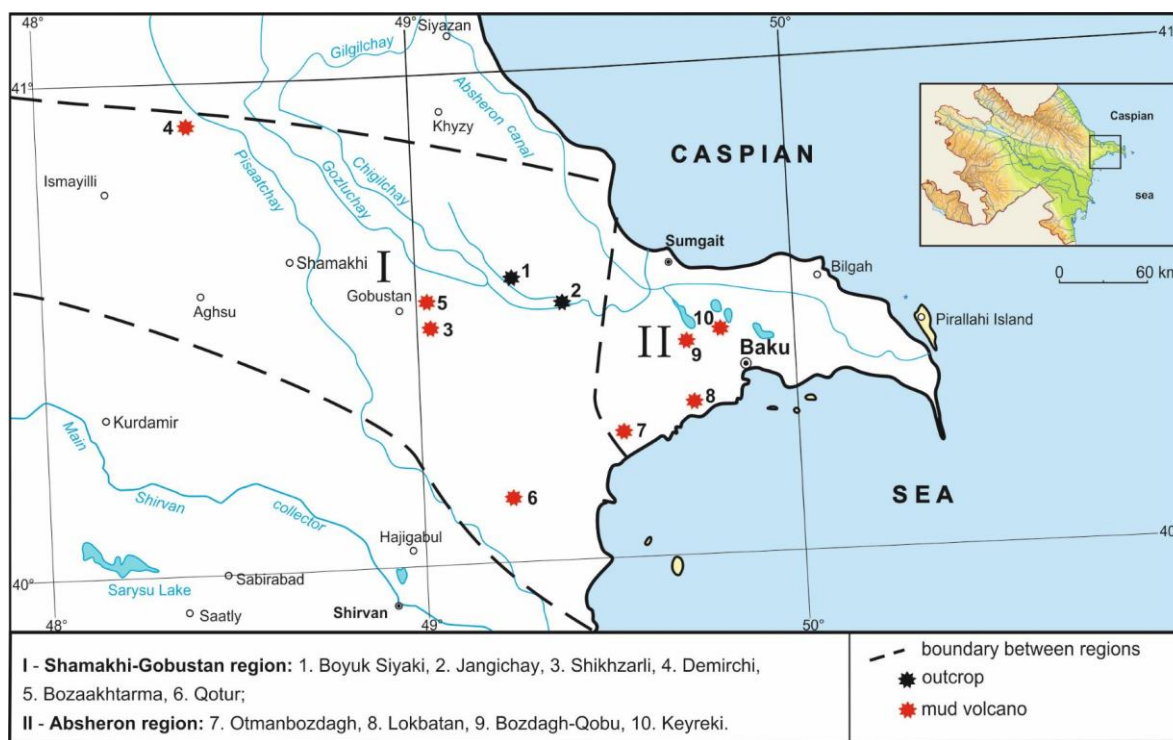 48°
49°
50°
Siyazan
41°
Gilgilchay
41°
Absheron canal
Caspian
Khyzy
4
CASPIAN
Pisaatchay
Gozluchay
Chigilchay
Ismayilli
sea
Sumgait
I
1
Bilgah
0 60 km
Shamakhi
2
Aghsu
Gobustan
5
3
10
Pirallahi Island
II
9
Baku
8
Kurdamir
7
Main
SEA
6
Shirvan
collector
Hajigabul
40°
40°
Sarysu Lake
Sabirabad
Saatly
Shirvan
48°
49°
50°
I - Shamakhi-Gobustan region: 1. Boyuk Siyaki, 2. Jangichay, 3. Shikhzarli, 4. Demirchi,
5. Bozaakhtarma, 6. Qotur;
II - Absheron region: 7. Otmanbozdagh, 8. Lokbatan, 9. Bozdagh-Qobu, 10. Keyreki.
boundary between regions
outcrop
mud volcano